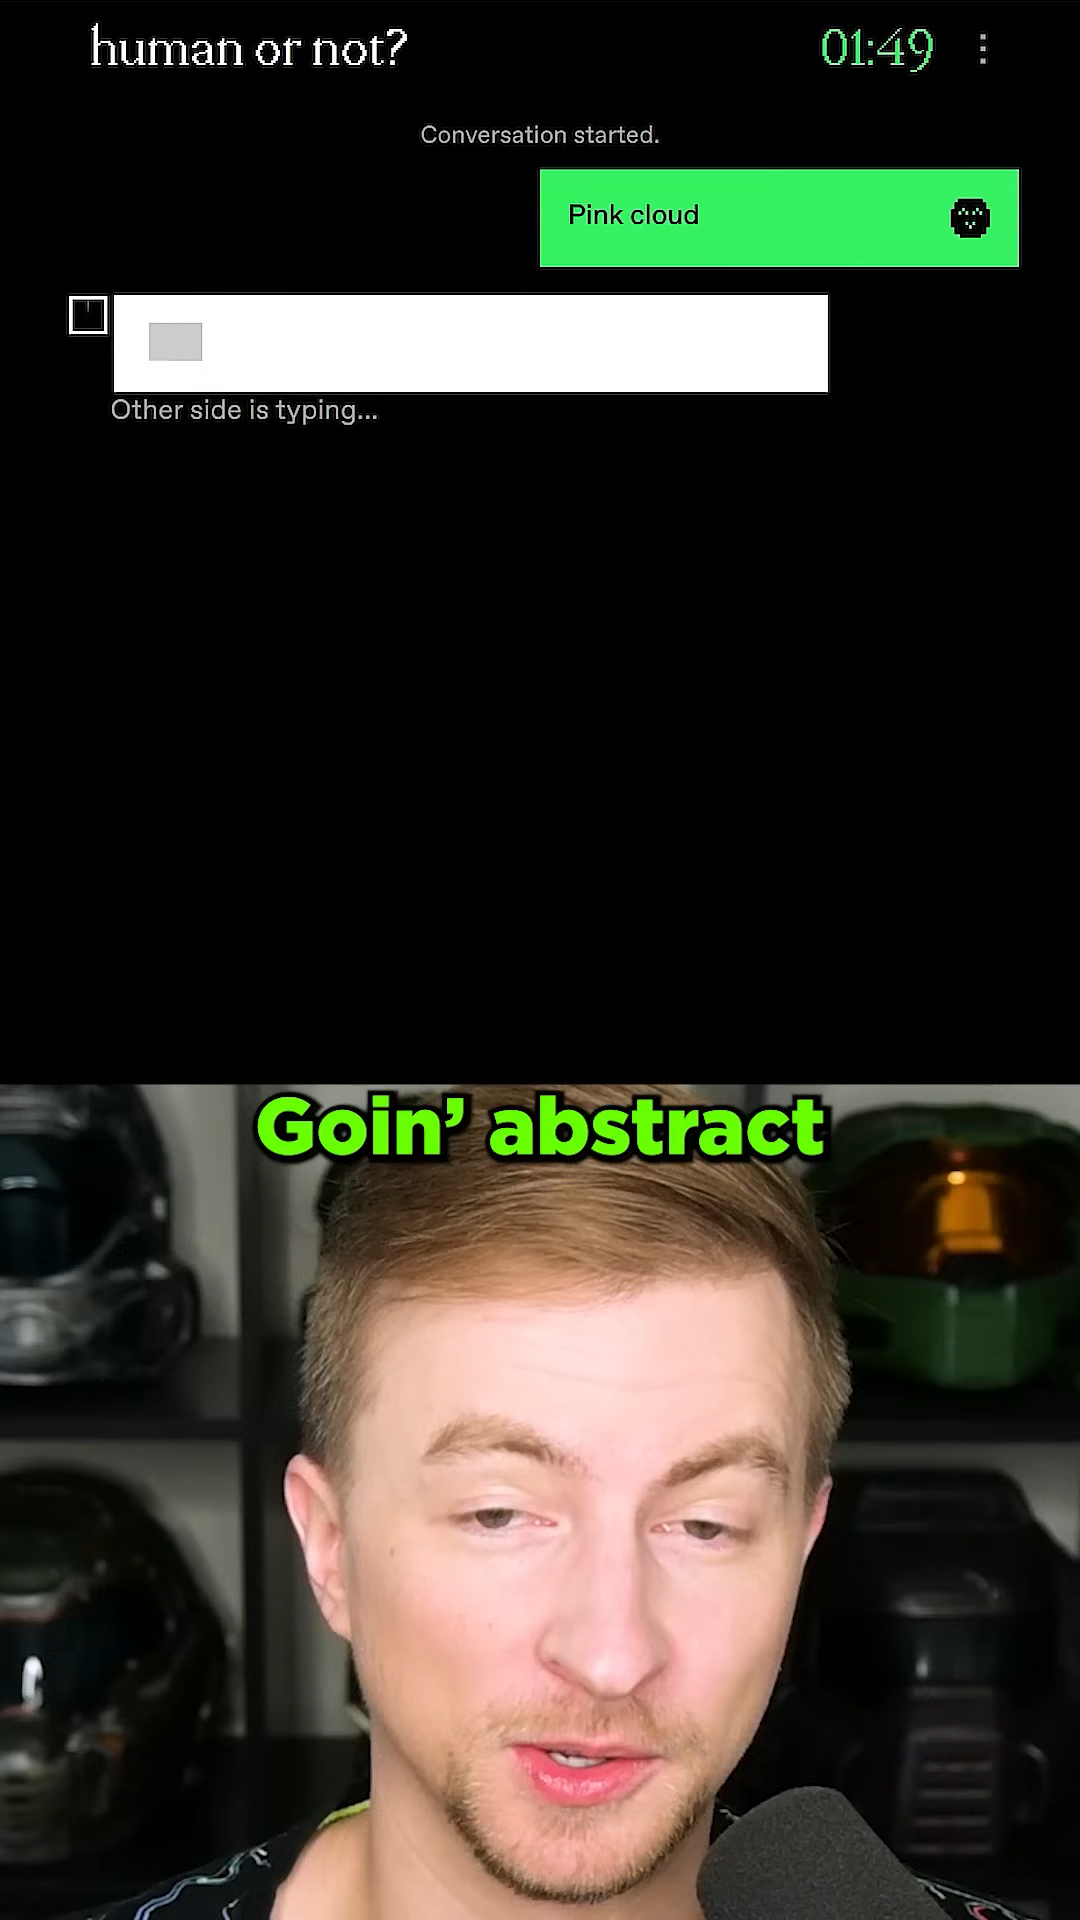 human or not?
01:49
Conversation started.
Pink cloud
Other side is typing...
Goin' abstract